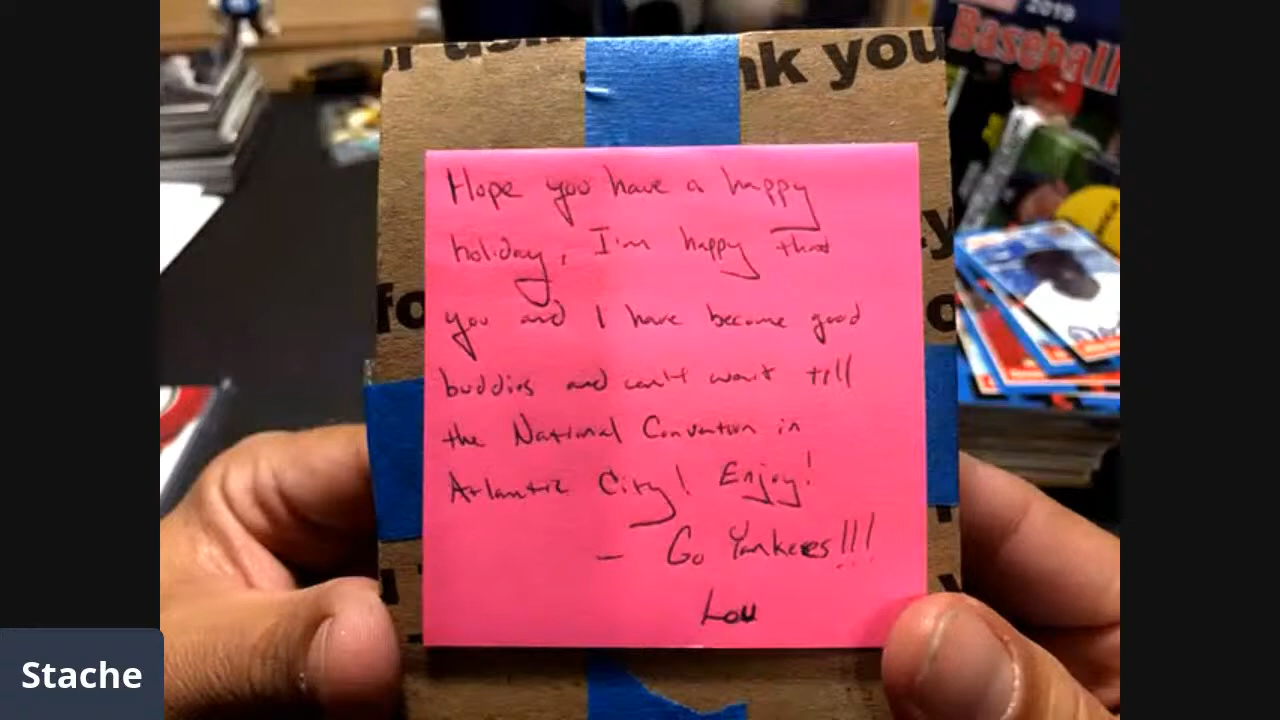 nk you
2019
Baseball
Hope you have a happy
holiday, I'm happy that
you and I have become good
buddies and can't wait till
the National Convention in
Atlantic City! Enjoy!
- Go Yankees!!!
Lou
fo
Stache